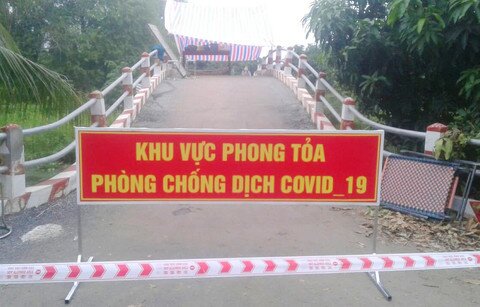 KHU VỰC PHONG TỎA
PHÒNG CHỐNG DỊCH COVID_19